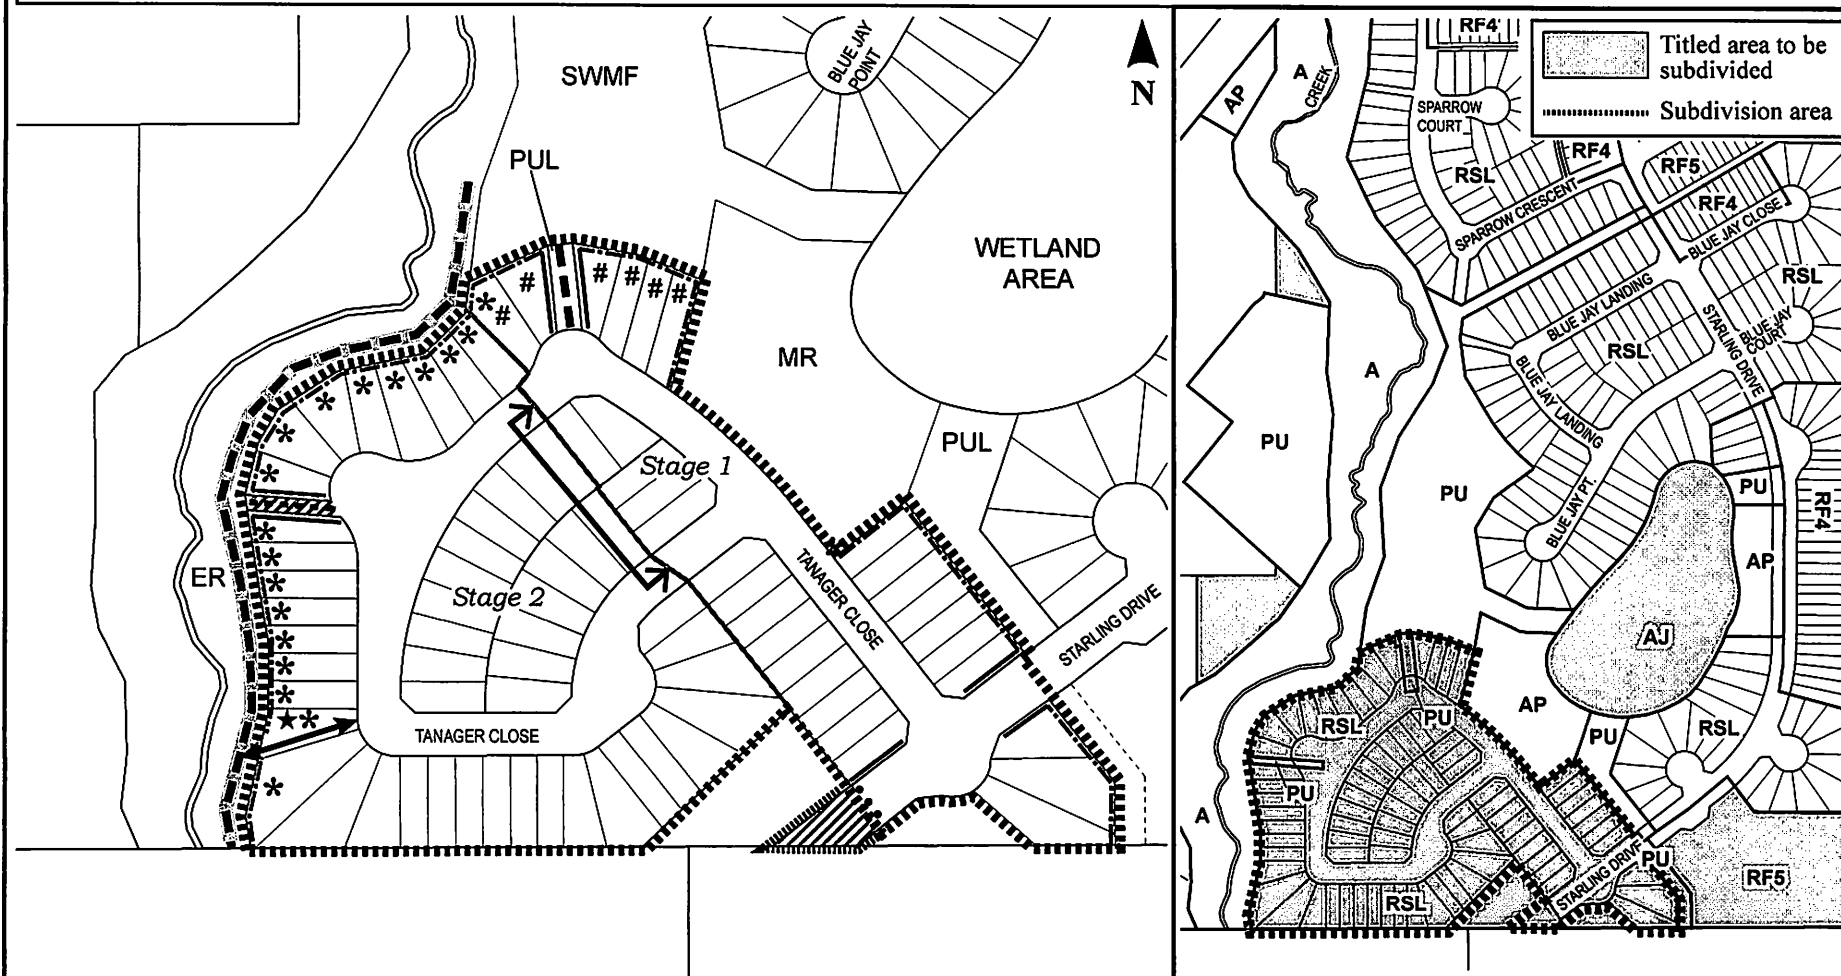 BLUE JAY
POINT
SWMF
N
PUL
WETLAND
AREA
#
#
#
#
#
*
#
*
*
*
*
*
*
MR
*
*
Stage 1
PUL
*
*
ER
*
*
*
*
*
★*
*
Stage 2
TANAGER CLOSE
STARLING DRIVE
TANAGER CLOSE
RF4
Titled area to be
subdivided
Subdivision area
A
CREEK
AP
SPARROW
COURT
RF4
RSL
RF5
RF4
SPARROW CRESCENT
BLUE JAY CLOSE
RSL
BLUE JAY LANDING
STARLING DRIVE
BLUE JAY
COURT
RSL
A
BLUE JAY LANDING
PU
PU
PU
RF4
BLUE JAY PT.
AP
AJ
AP
RSL
PU
PU
RSL
PU
A
STARLING DRIVE
PU
RF5
RSL